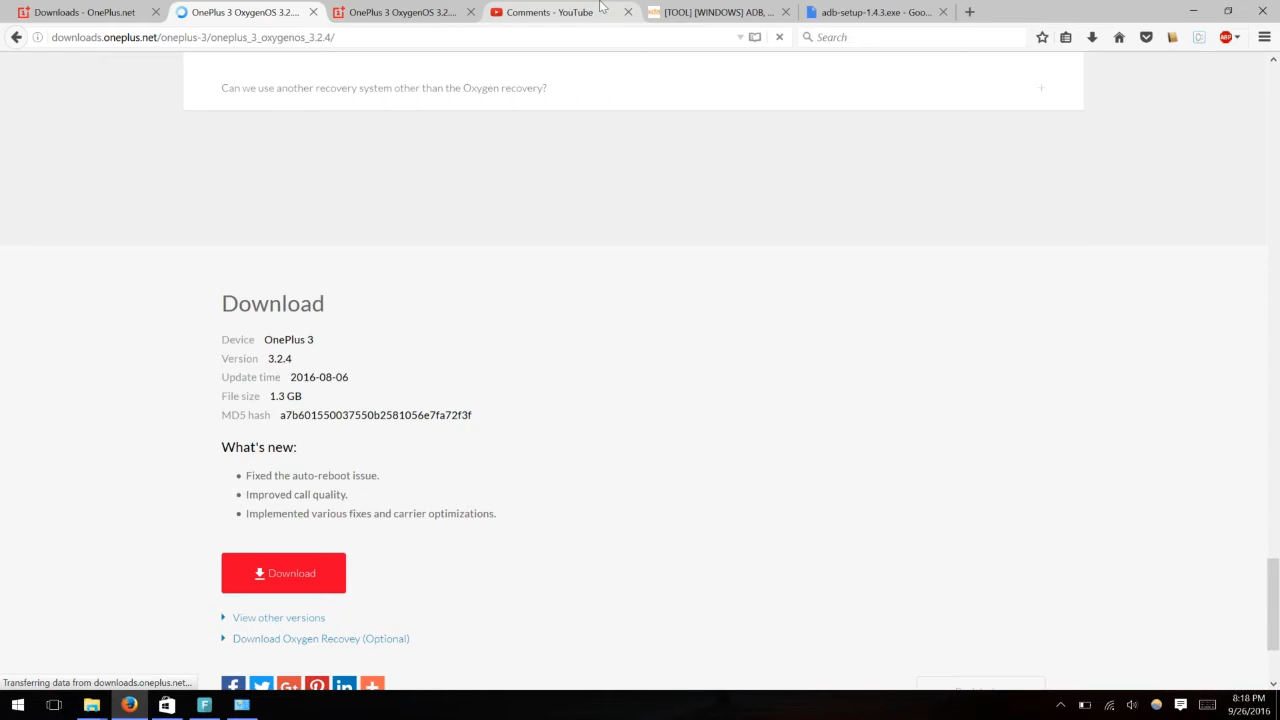 Downloads - OnePlus.net
OnePlus 3 OxygenOS 3.2....
OnePlus 3 OxygenOS 3.2....
Comments - YouTube
[TOOL] [WINDOWS] ADB, ...
adb-setup-1.4.3.exe - Goo...
downloads.oneplus.net/oneplus-3/oneplus_3_oxygenos_3.2.4/
Search
ABP
Can we use another recovery system other than the Oxygen recovery?
Download
Device OnePlus 3
Version 3.2.4
Update time 2016-08-06
File size 1.3 GB
MD5 hash a7b601550037550b2581056e7fa72f3f
What's new:
Fixed the auto-reboot issue.
Improved call quality.
Implemented various fixes and carrier optimizations.
Download
View other versions
Download Oxygen Recovey (Optional)
Transferring data from downloads.oneplus.net...
8:18 PM
9/26/2016